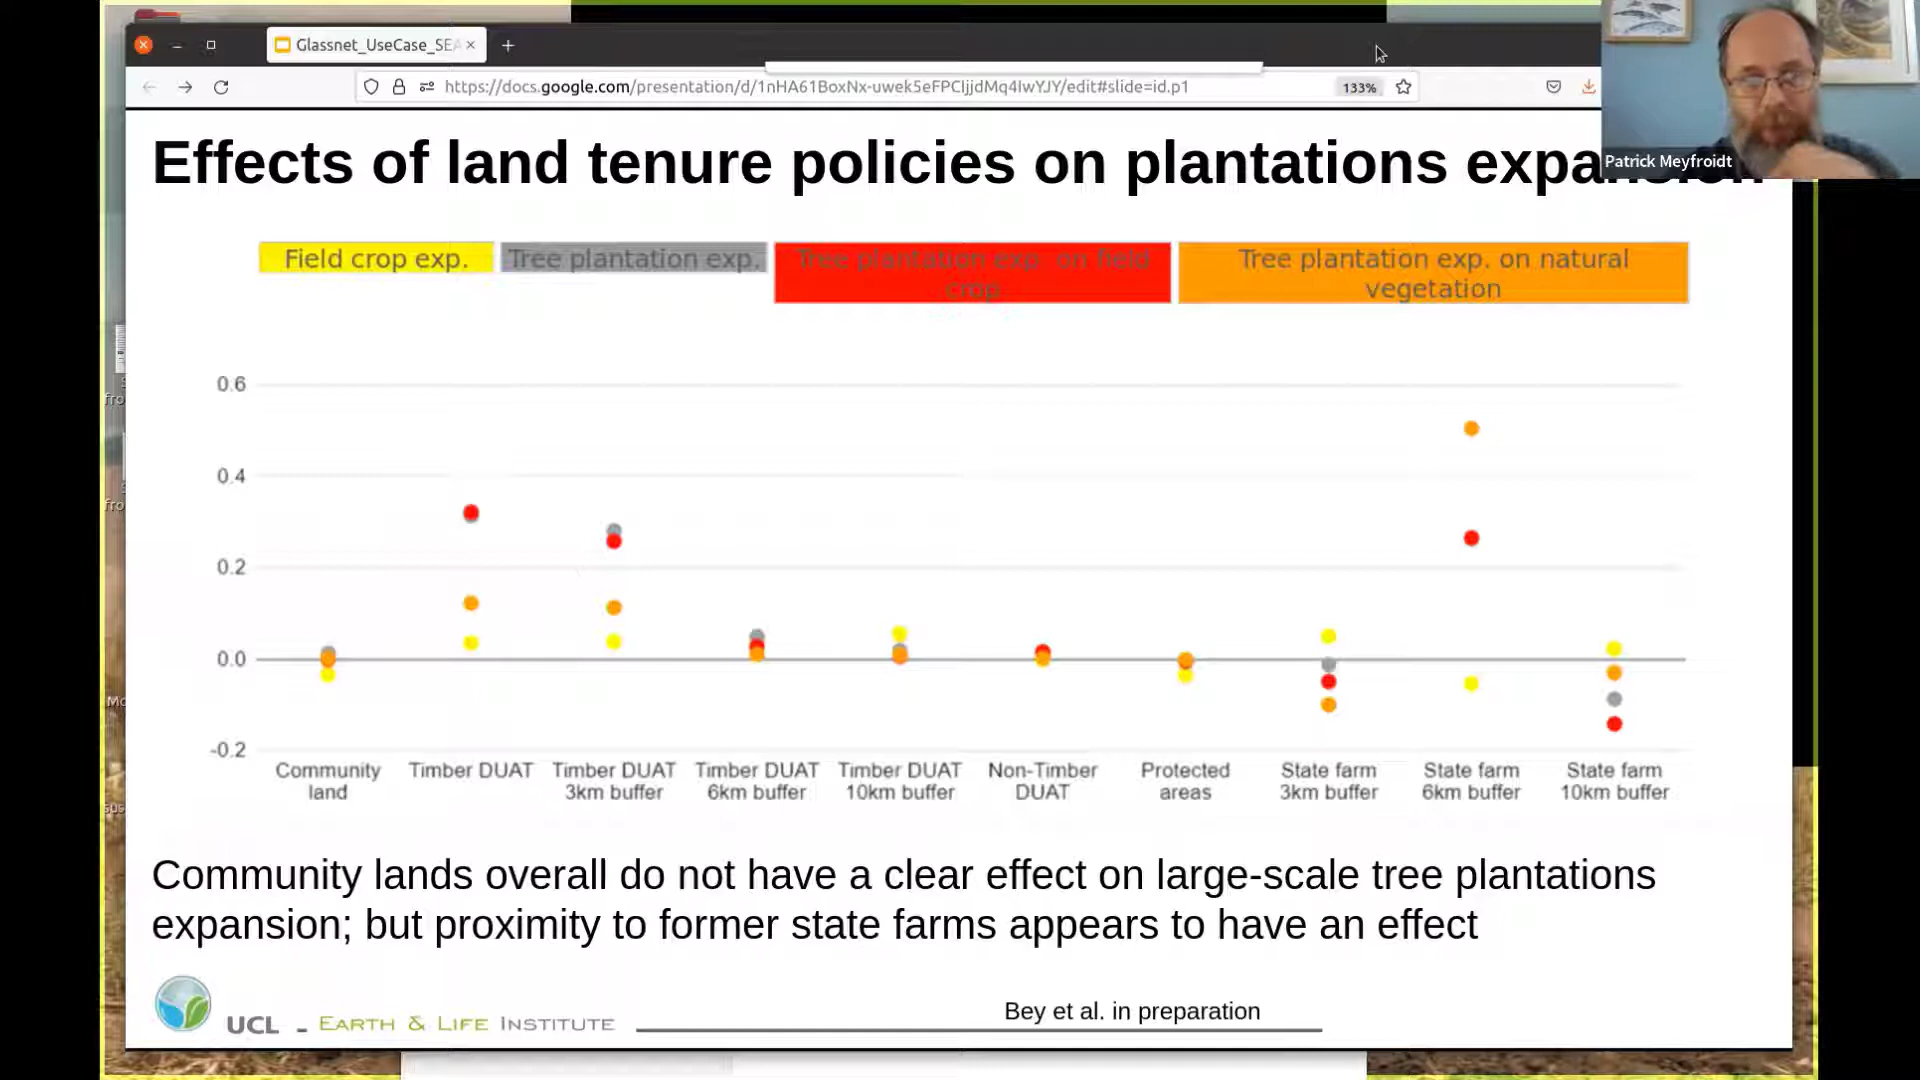 Glassnet_UseCase_SEA
https://docs.google.com/presentation/d/1nHA61BoxNx-uwek5eFPCIjjdMq4IwYJY/edit#slide=id.p1
133%
Patrick Meyfroidt
Effects of land tenure policies on plantations expansion
Field crop exp.
Tree plantation exp.
Tree plantation exp. on field
crop
Tree plantation exp. on natural
vegetation
0.6
0.4
0.2
0.0
-0.2
Community
land
Timber DUAT
Timber DUAT
3km buffer
Timber DUAT
6km buffer
Timber DUAT
10km buffer
Non-Timber
DUAT
Protected
areas
State farm
3km buffer
State farm
6km buffer
State farm
10km buffer
Community lands overall do not have a clear effect on large-scale tree plantations
expansion; but proximity to former state farms appears to have an effect
UCL - EARTH & LIFE INSTITUTE
Bey et al. in preparation